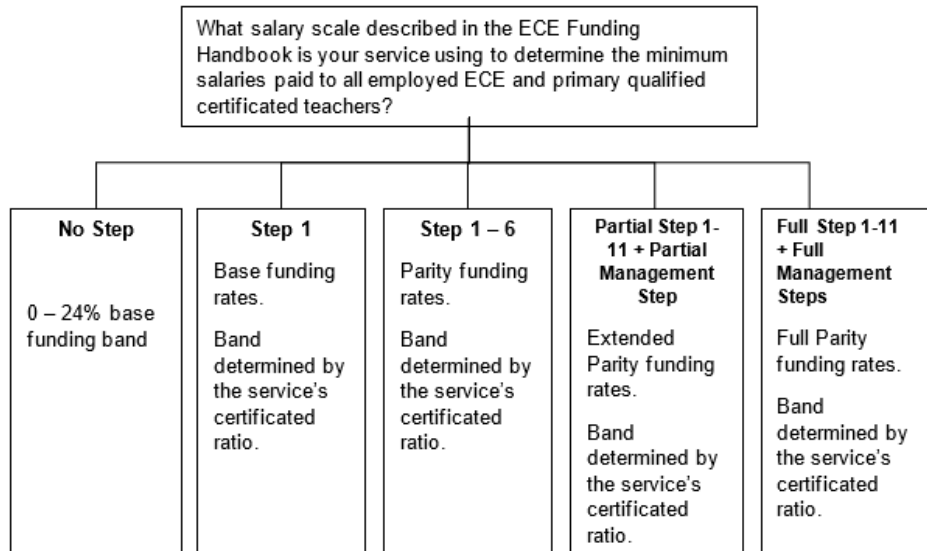 What salary scale described in the ECE Funding
Handbook is your service using to determine the minimum
salaries paid to all employed ECE and primary qualified
certificated teachers?
No Step
0 – 24% base
funding band
Step 1
Base funding
rates.
Band
determined by
the service's
certificated
ratio.
Step 1 – 6
Parity funding
rates.
Band
determined by
the service's
certificated
ratio.
Partial Step 1-
11 + Partial
Management
Step
Extended
Parity funding
rates.
Band
determined by
the service's
certificated
ratio.
Full Step 1-11
+ Full
Management
Steps
Full Parity
funding rates.
Band
determined by
the service's
certificated
ratio.